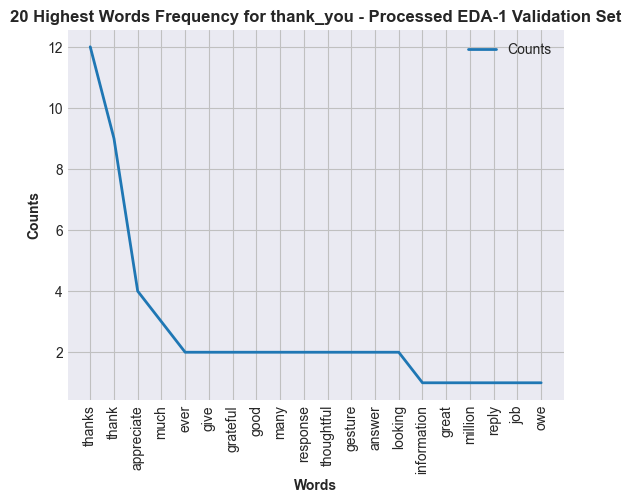 20 Highest Words Frequency for thank_you - Processed EDA-1 Validation Set
Counts
12
10
8
6
4
2
Counts
thanks
thank
appreciate
much
ever
give
grateful
good
many
response
thoughtful
gesture
answer
looking
information
great
million
reply
job
owe
Words